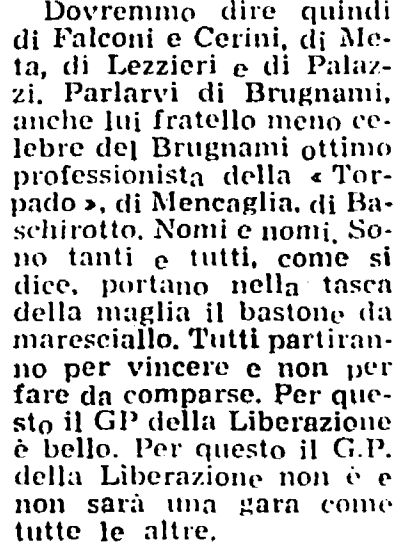 Dovremmo dire quindi
di Falconi e Cerini, di Me-
ta, di Lezzieri e di Palaz-
zi. Parlarvi di Brugnami,
anche lui fratello meno ce-
lebre del Brugnami ottimo
professionista della « Tor-
pado », di Mencaglia, di Ba-
schirotto. Nomi e nomi. So-
no tanti e tutti, come si
dice, portano nella tasca
della maglia il bastone da
maresciallo. Tutti partiran-
no per vincere e non per
fare da comparse. Per que-
sto il GP della Liberazione
è bello. Per questo il G.P.
della Liberazione non è e
non sarà una gara come
tutte le altre.